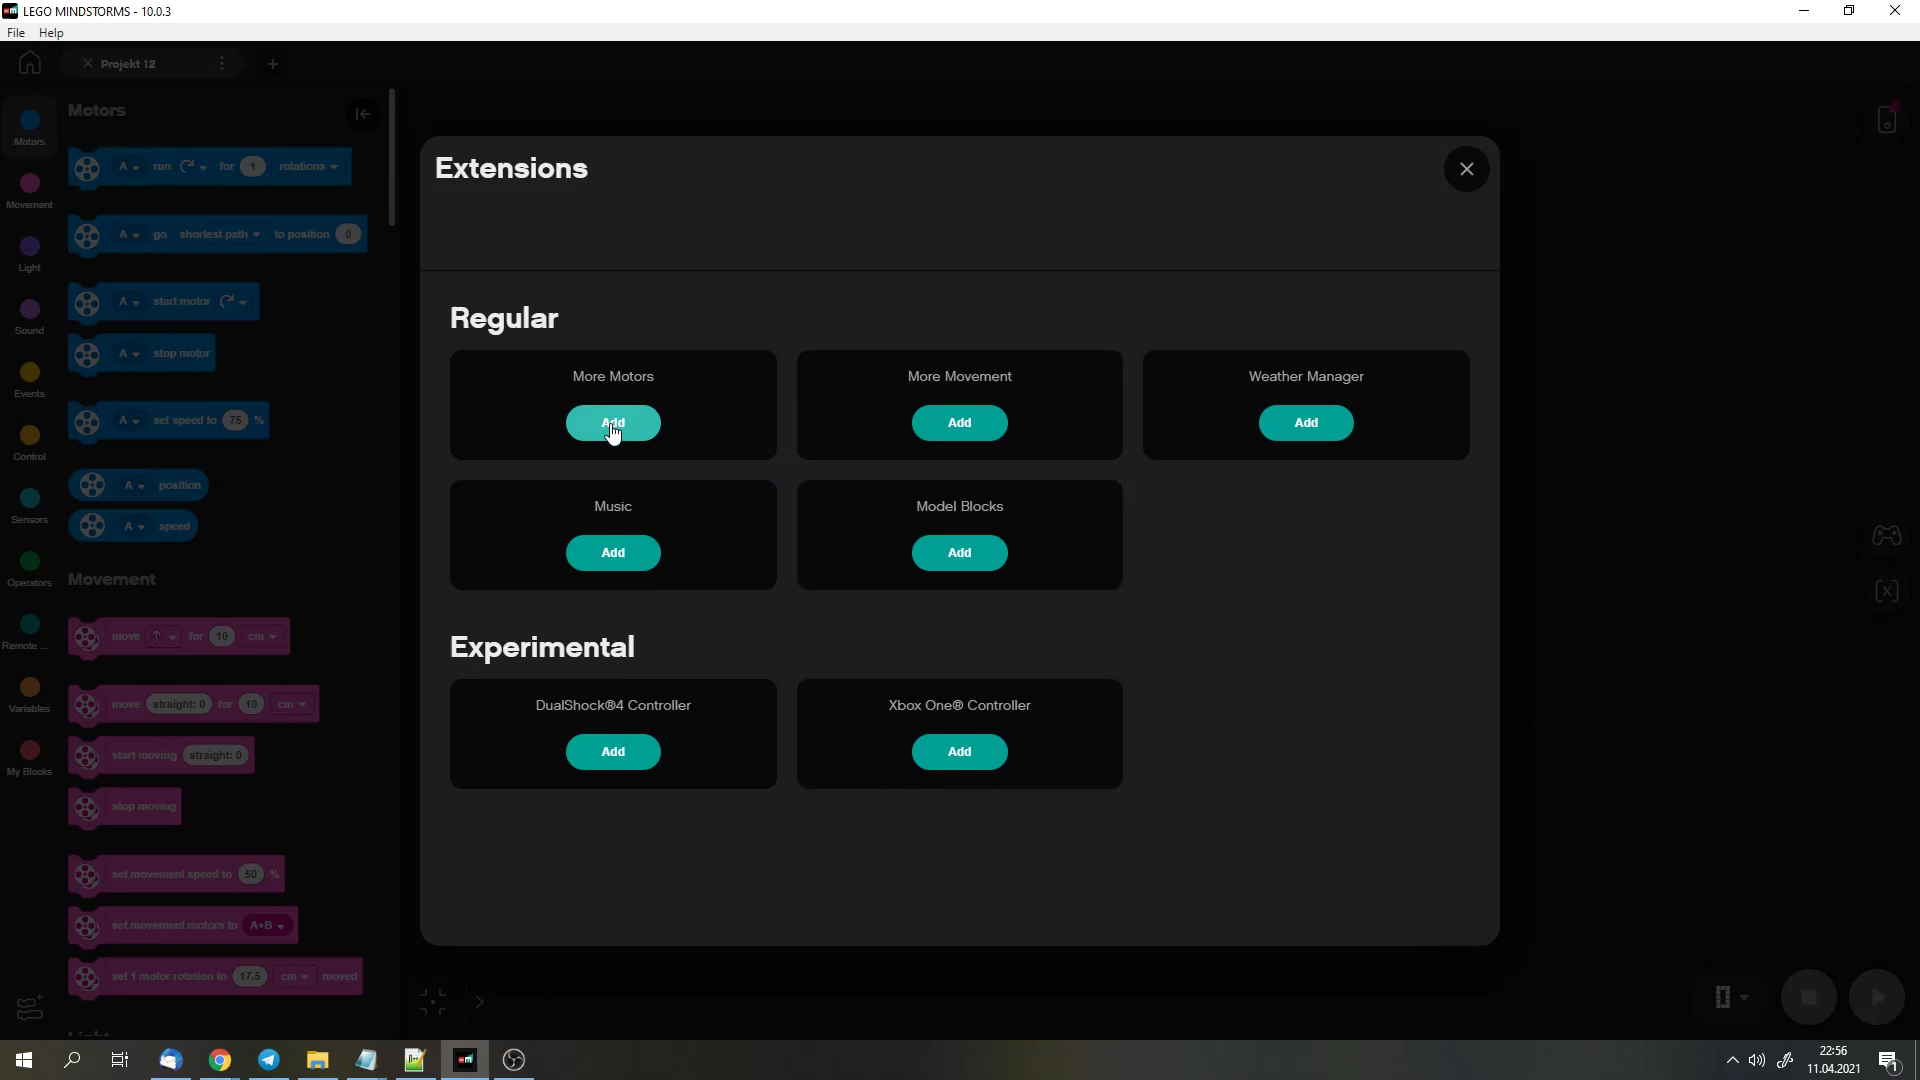 LEGO MINDSTORMS - 10.0.3
File Help
Projekt 12
Motors
Motors
Movement
Light
Sound
Events
Control
Sensors
Operators
Remote ...
Variables
My Blocks
A run for 1 rotations
A go shortest path to position 0
A start motor
A stop motor
A set speed to 75 %
A position
A speed
Movement
move for 10 cm
move straight: 0 for 10 cm
start moving straight: 0
stop moving
set movement speed to 50 %
set movement motors to A+B
set 1 motor rotation to 17.5 cm moved
Light
Extensions
Regular
More Motors
Add
More Movement
Add
Weather Manager
Add
Music
Add
Model Blocks
Add
Experimental
DualShock®4 Controller
Add
Xbox One® Controller
Add
22:56
11.04.2021
1